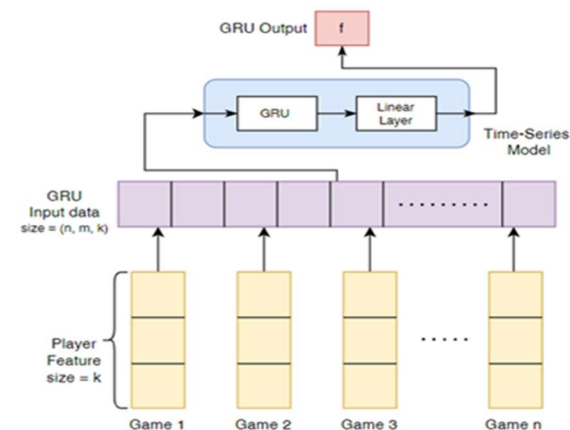 GRU Output
f
GRU
Linear
Layer
Time-Series
Model
GRU
Input data
size = (n, m, k)
Player
Feature
size = k
Game 1
Game 2
Game 3
Game n